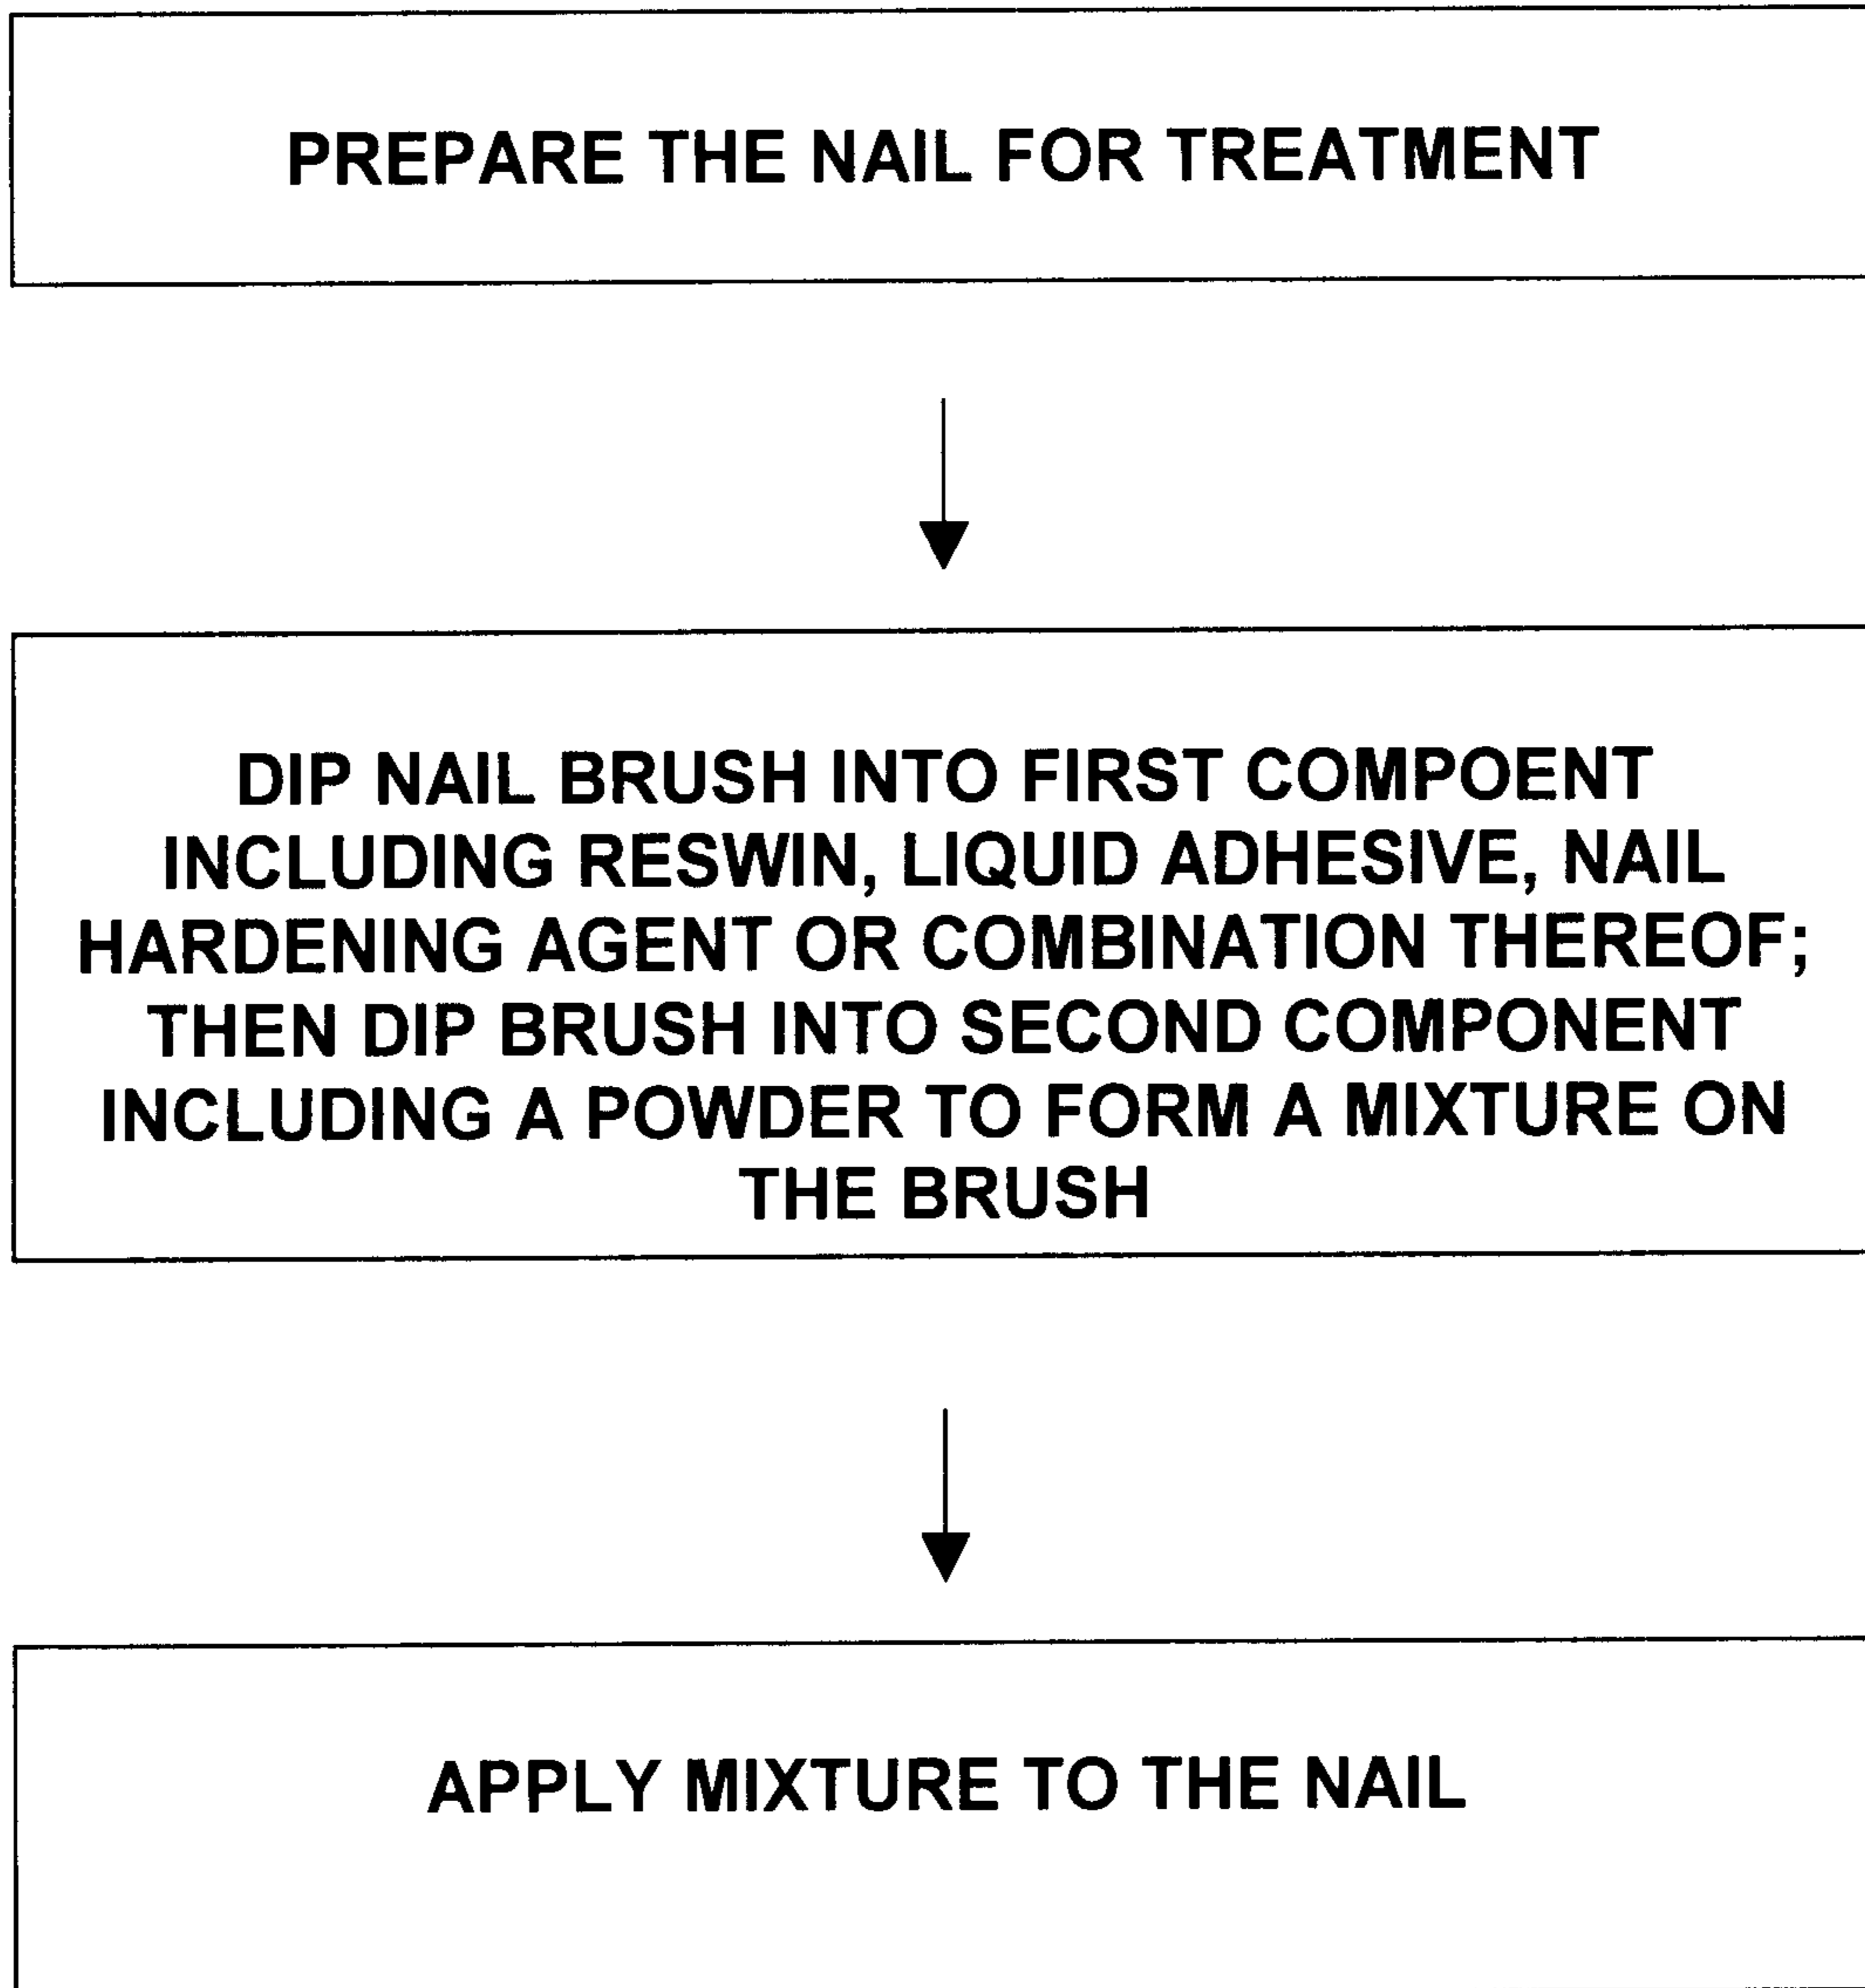 PREPARE THE NAIL FOR TREATMENT
DIP NAIL BRUSH INTO FIRST COMPOENT
INCLUDING RESWIN, LIQUID ADHESIVE, NAIL
HARDENING AGENT OR COMBINATION THEREOF;
THEN DIP BRUSH INTO SECOND COMPONENT
INCLUDING A POWDER TO FORM A MIXTURE ON
THE BRUSH
APPLY MIXTURE TO THE NAIL